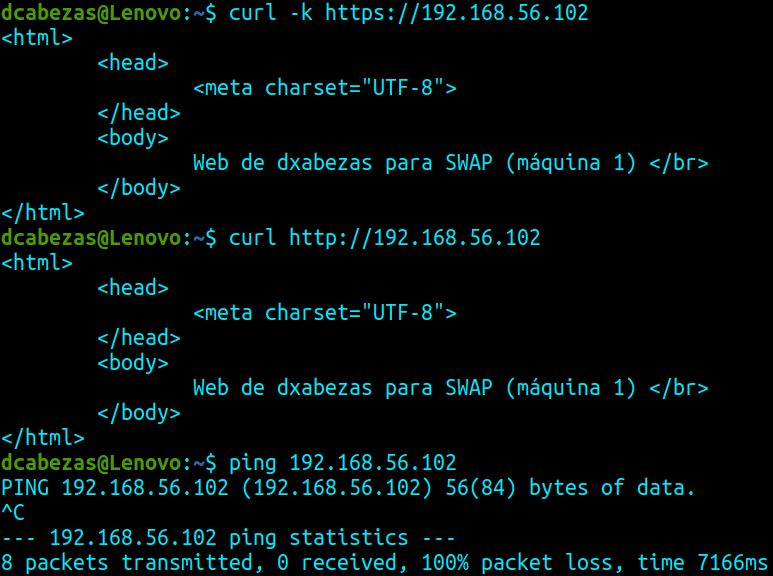 dcabezas@Lenovo:~$ curl -k https://192.168.56.102
<html>
        <head>
                <meta charset="UTF-8">
        </head>
        <body>
                Web de dxabezas para SWAP (máquina 1) </br>
        </body>
</html>
dcabezas@Lenovo:~$ curl http://192.168.56.102
<html>
        <head>
                <meta charset="UTF-8">
        </head>
        <body>
                Web de dxabezas para SWAP (máquina 1) </br>
        </body>
</html>
dcabezas@Lenovo:~$ ping 192.168.56.102
PING 192.168.56.102 (192.168.56.102) 56(84) bytes of data.
^C
--- 192.168.56.102 ping statistics ---
8 packets transmitted, 0 received, 100% packet loss, time 7166ms